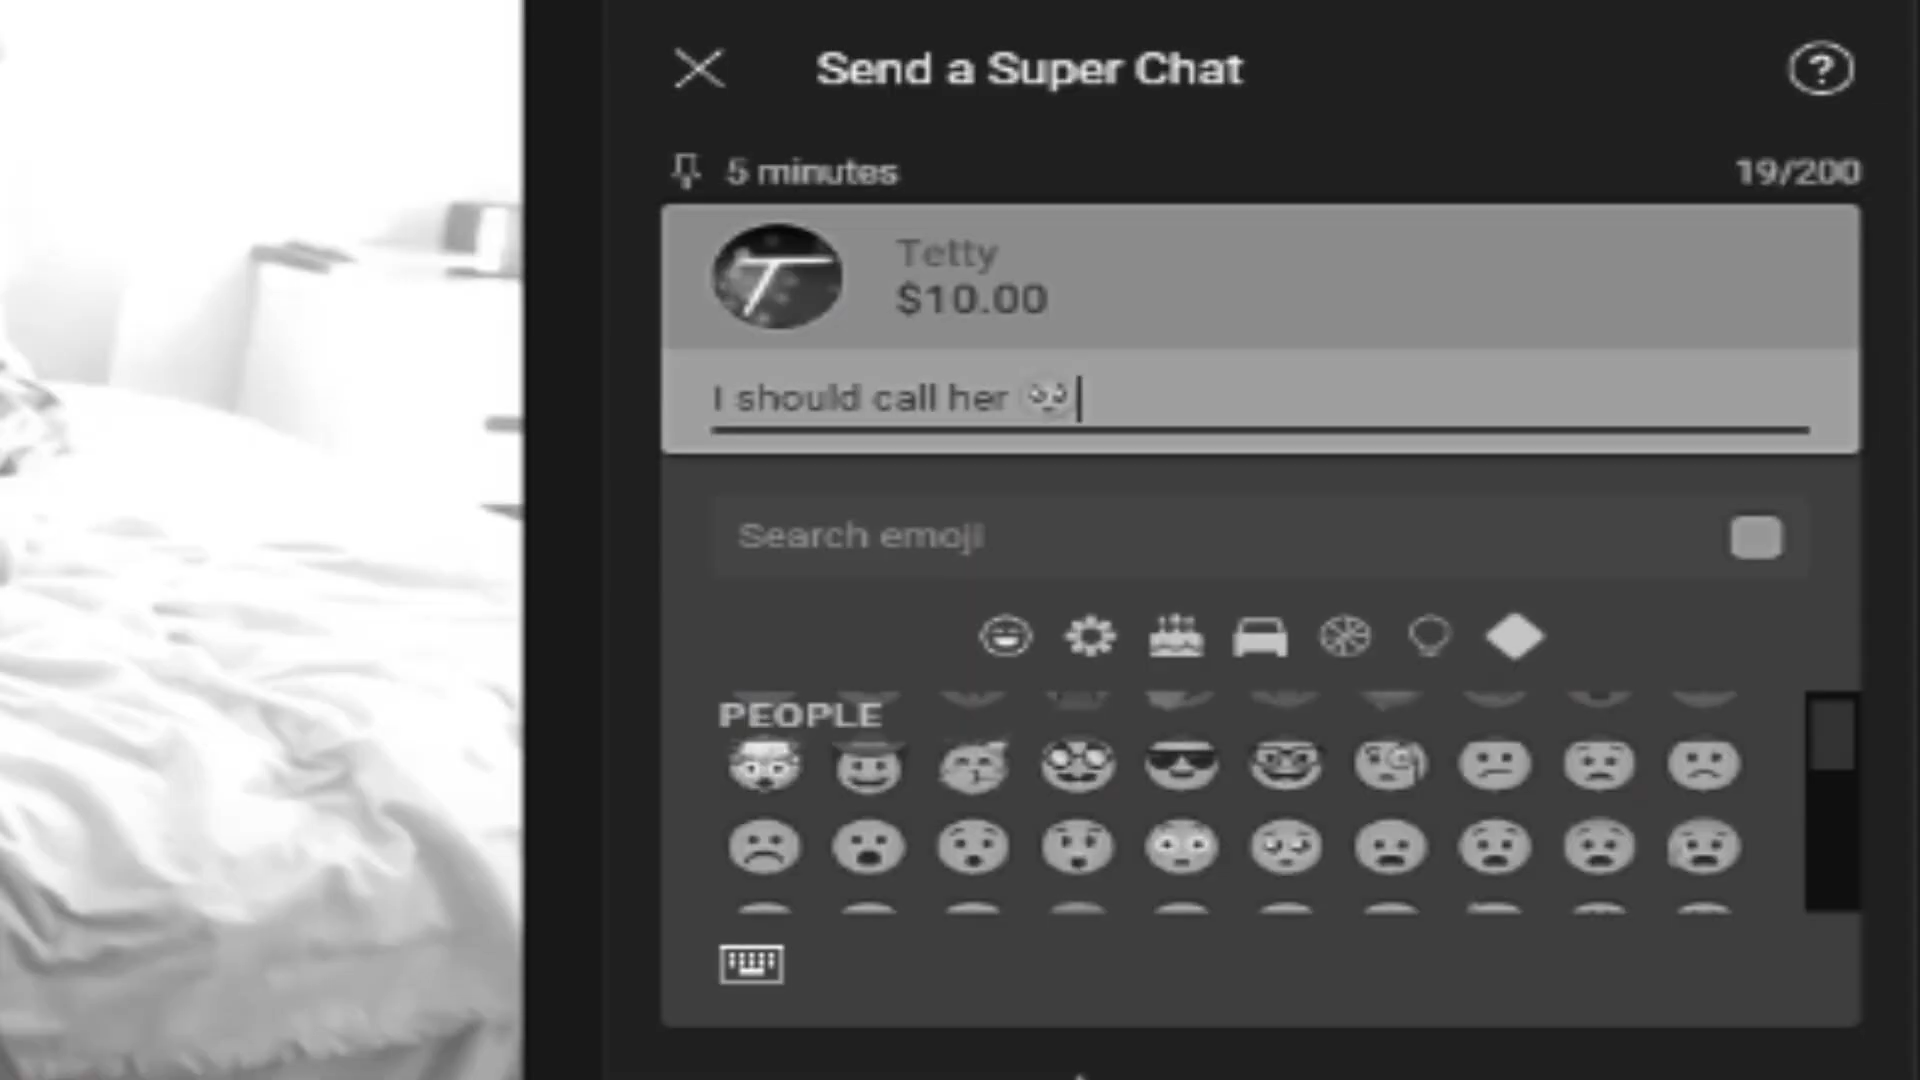 Send a Super Chat
5 minutes
19/200
Tetty
$10.00
I should call her 🥺
Search emoji
PEOPLE